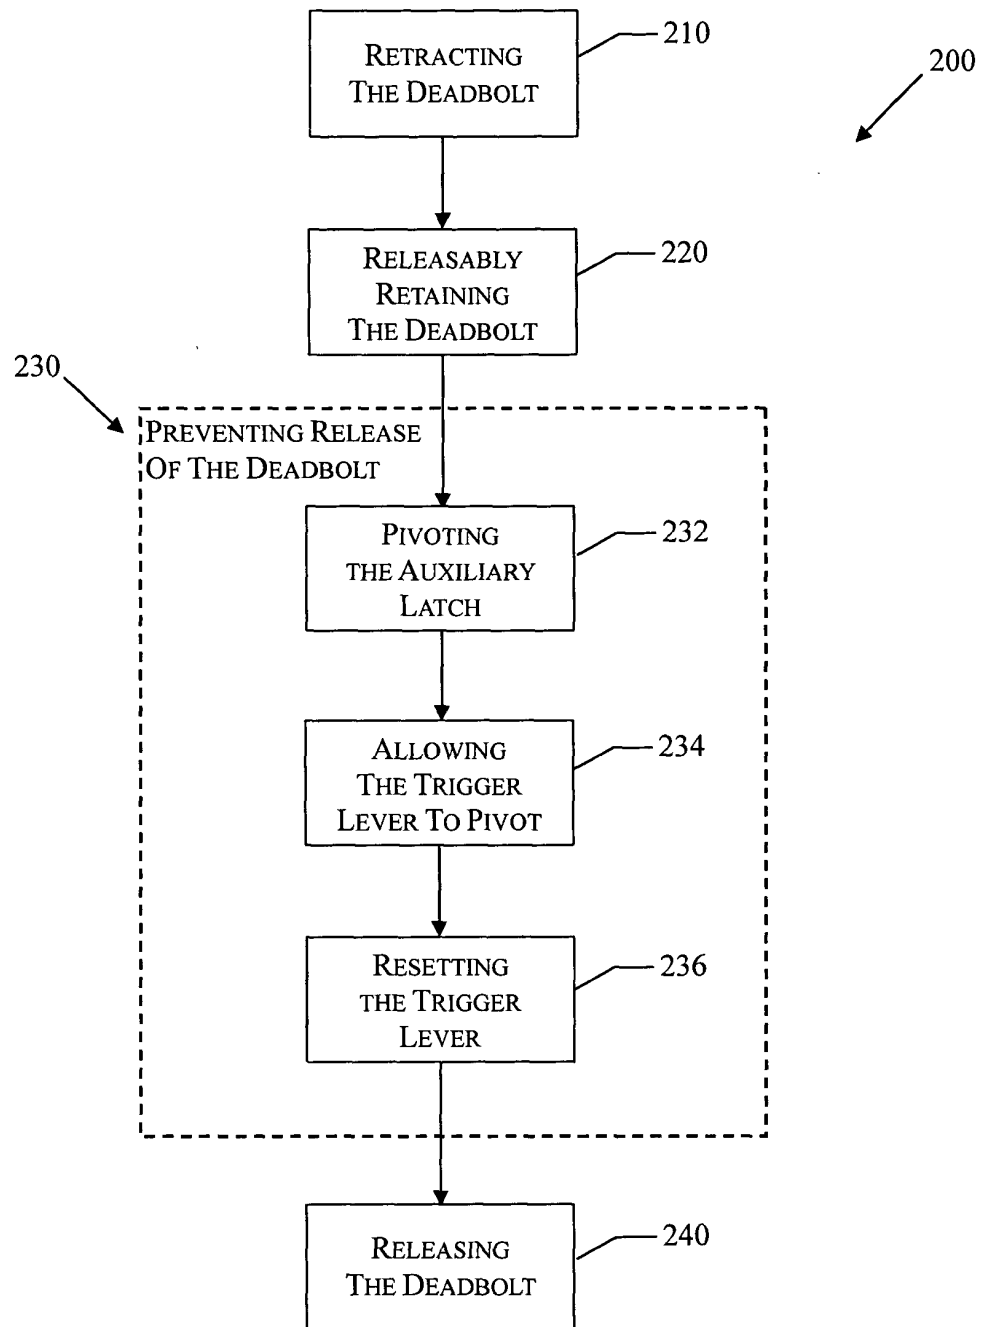 RETRACTING
THE DEADBOLT
210
200
RELEASABLY
RETAINING
THE DEADBOLT
220
230
PREVENTING RELEASE
OF THE DEADBOLT
PIVOTING
THE AUXILIARY
LATCH
232
ALLOWING
THE TRIGGER
LEVER TO PIVOT
234
RESETTING
THE TRIGGER
LEVER
236
RELEASING
THE DEADBOLT
240